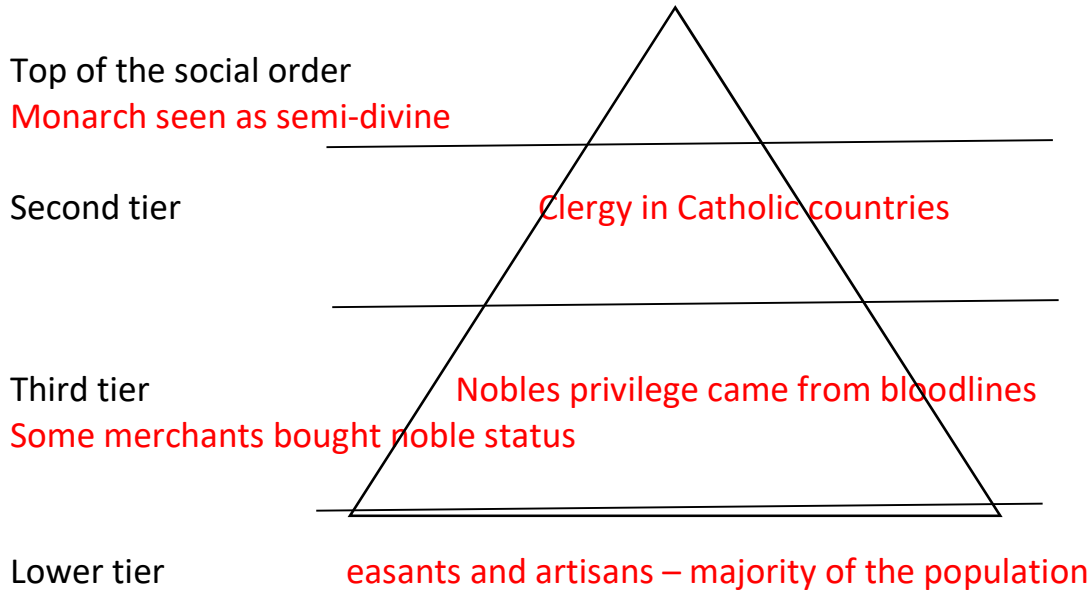 Top of the social order
Monarch seen as semi-divine
Second tier Clergy in Catholic countries
Third tier Nobles privilege came from bloodlines
Some merchants bought noble status
Lower tier easants and artisans – majority of the population